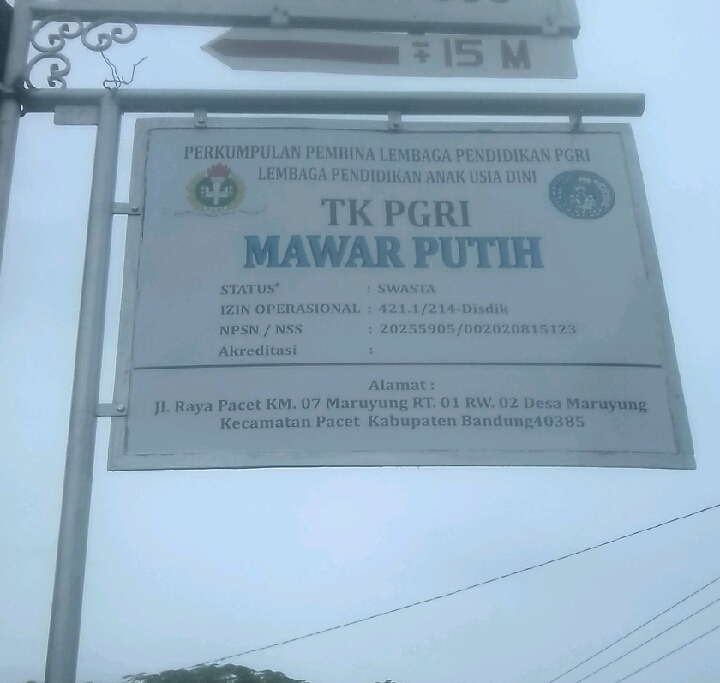 ∓ 15 M
PERKUMPULAN PEMBINA LEMBAGA PENDIDIKAN PGRI
LEMBAGA PENDIDIKAN ANAK USIA DINI
TK PGRI
MAWAR PUTIH
STATUS* : SWASTA
IZIN OPERASIONAL : 421.1/214-Disdik
NPSN / NSS : 20255905/002020815123
Akreditasi :
Alamat :
Jl. Raya Pacet KM. 07 Maruyung RT. 01 RW. 02 Desa Maruyung
Kecamatan Pacet Kabupaten Bandung40385